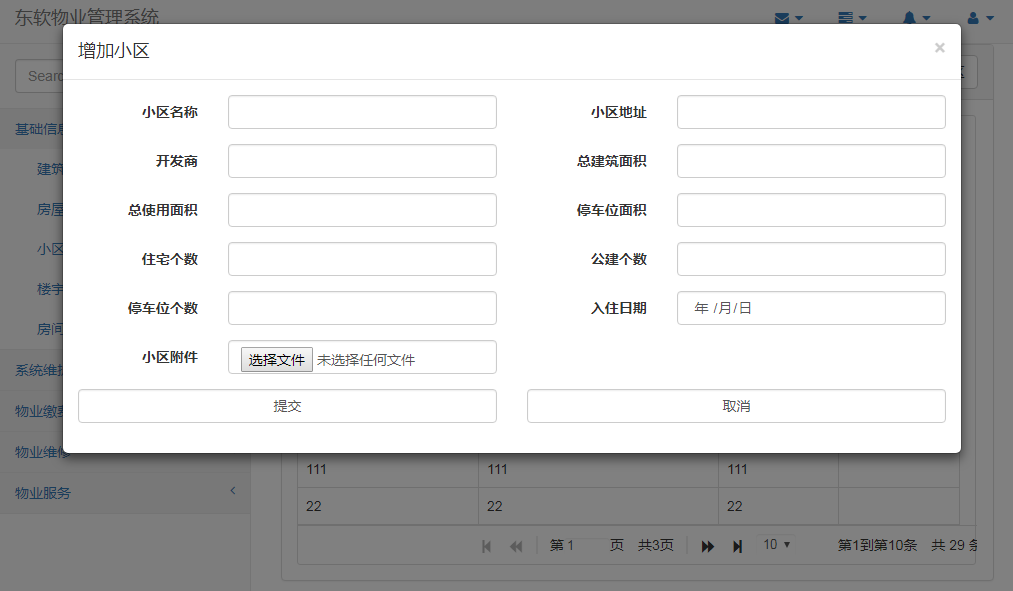 东软物业管理系统
增加小区 ×
Searc
小区名称 小区地址
基础信息
开发商 总建筑面积
建筑
总使用面积 停车位面积
房屋
小区
住宅个数 公建个数
楼宇
停车位个数 入住日期 年 /月/日
房间
小区附件 选择文件 未选择任何文件
系统维护
提交 取消
物业缴费
物业维修
111 111 111
物业服务
22 22 22
第 1 页 共3页 10 第1到第10条 共 29 条